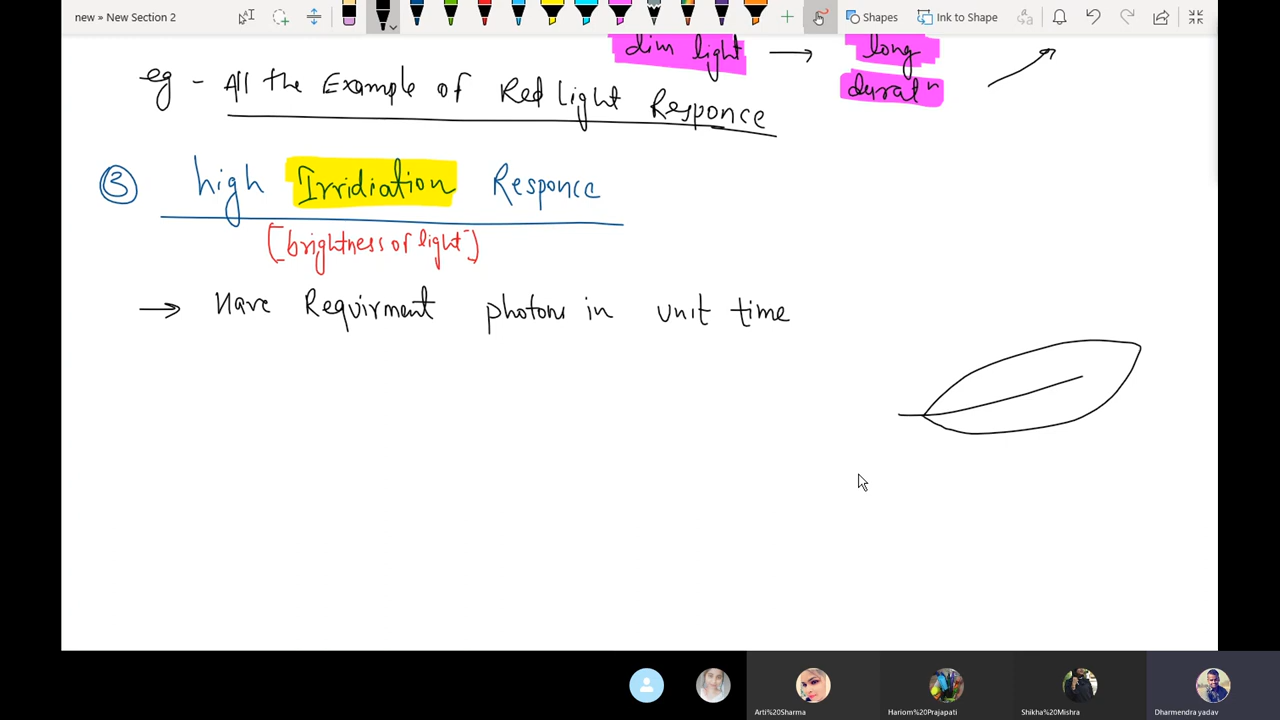 new » New Section 2
Shapes
Ink to Shape
dim light → long
duratⁿ
eg - All the Example of Red light Responce
③ high Irridiation Responce
[brightness of light]
→ Have Requirment photons in unit time
Arti%20Sharma
Hariom%20Prajapati
Shikha%20Mishra
Dharmendra yadav